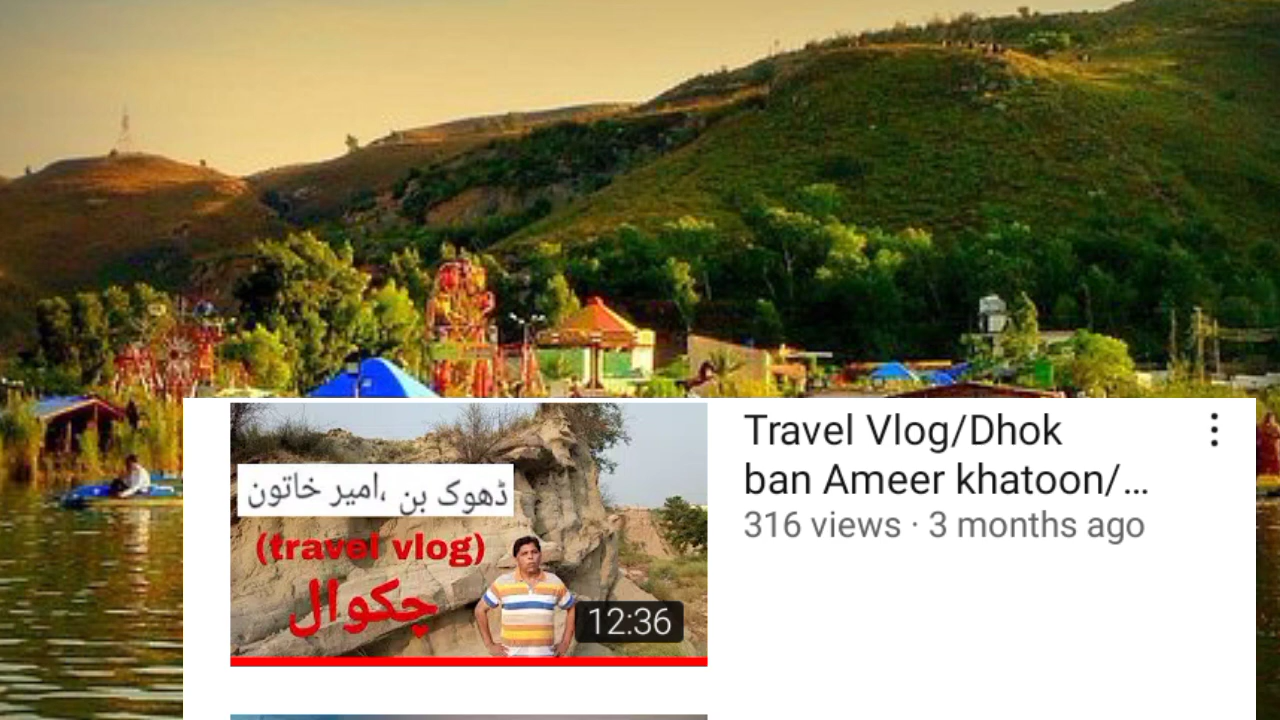 ڈھوک بن ،امیر خاتون
(travel vlog)
چکوال
12:36
Travel Vlog/Dhok
ban Ameer khatoon/...
316 views · 3 months ago